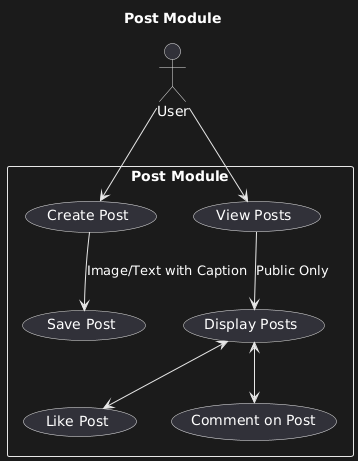 Post Module
User
Post Module
Create Post
View Posts
Image/Text with Caption
Public Only
Save Post
Display Posts
Like Post
Comment on Post